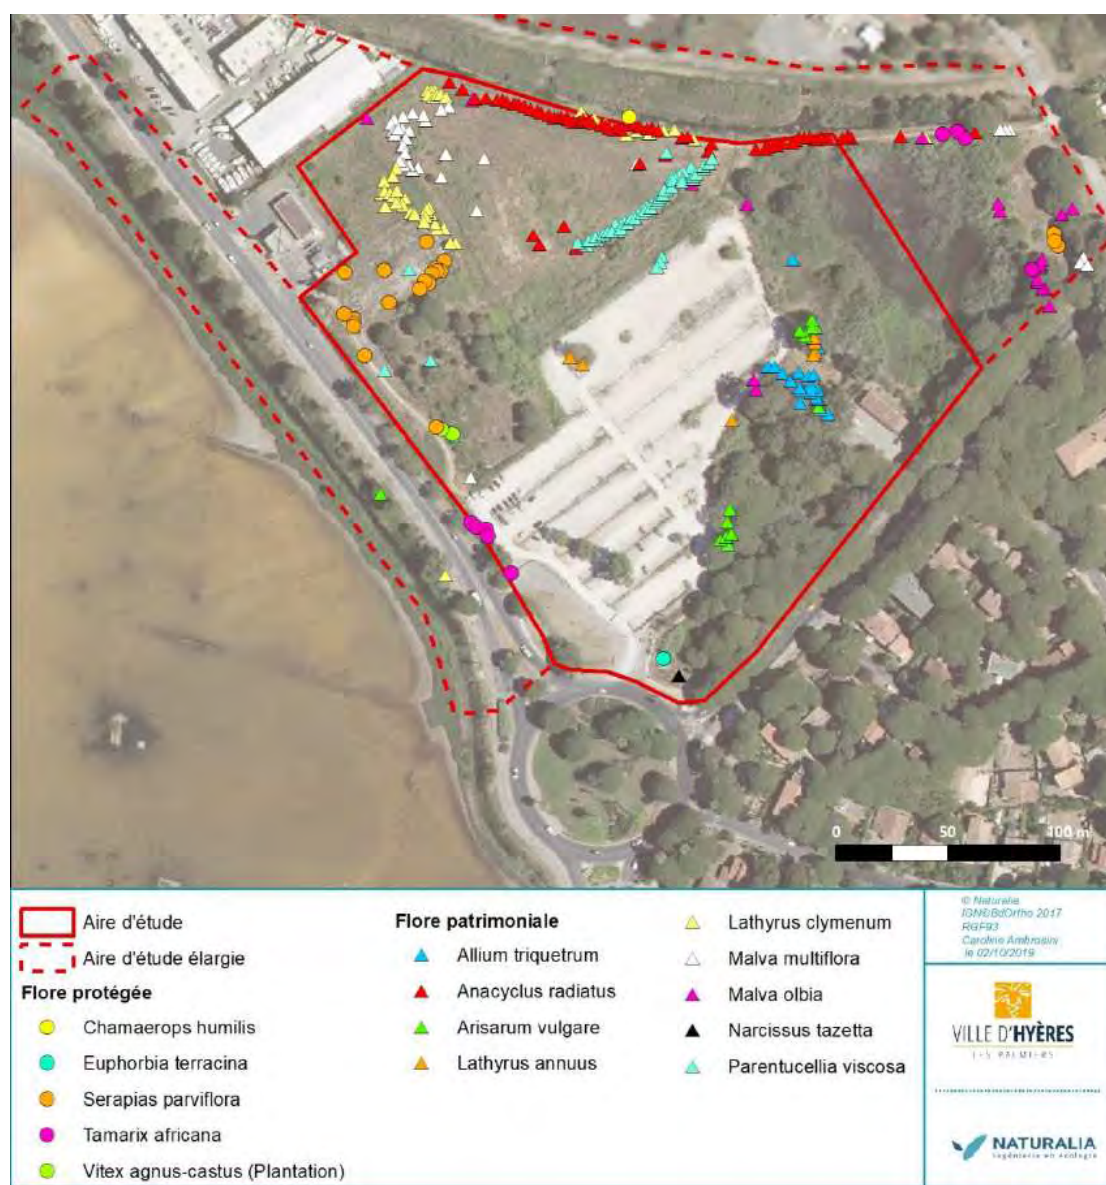 0 50 100 m
Aire d'étude
Aire d'étude élargie
Flore protégée
Chamaerops humilis
Euphorbia terracina
Serapias parviflora
Tamarix africana
Vitex agnus-castus (Plantation)
Flore patrimoniale
Allium triquetrum
Anacyclus radiatus
Arisarum vulgare
Lathyrus annuus
Lathyrus clymenum
Malva multiflora
Malva olbia
Narcissus tazetta
Parentucellia viscosa
© Naturalia
IGN©BdOrtho 2017
RGF93
Caroline Ambrosini
le 02/10/2019
VILLE D'HYÈRES
LES PALMIERS
NATURALIA
Ingénierie en écologie